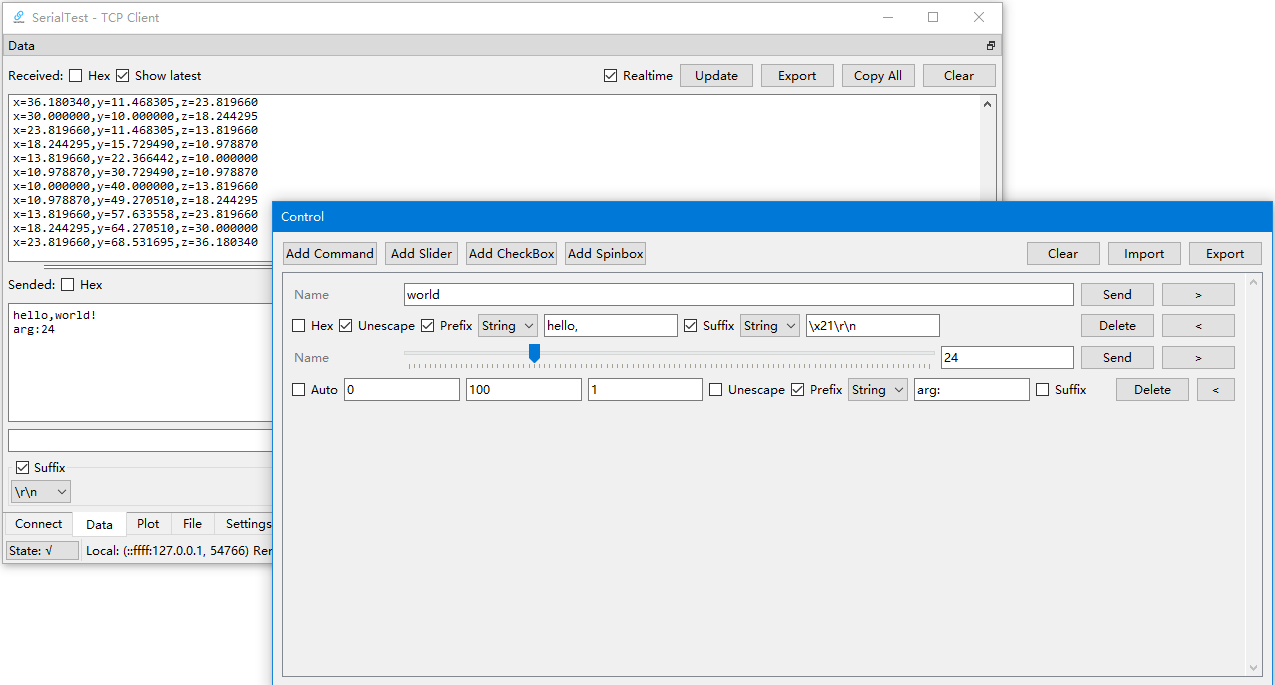 SerialTest - TCP Client
Data
Received: Hex Show latest Realtime Update Export Copy All Clear
x=36.180340,y=11.468305,z=23.819660
x=30.000000,y=10.000000,z=18.244295
x=23.819660,y=11.468305,z=13.819660
x=18.244295,y=15.729490,z=10.978870
x=13.819660,y=22.366442,z=10.000000
x=10.978870,y=30.729490,z=10.978870
x=10.000000,y=40.000000,z=13.819660
x=10.978870,y=49.270510,z=18.244295
x=13.819660,y=57.633558,z=23.819660
x=18.244295,y=64.270510,z=30.000000
x=23.819660,y=68.531695,z=36.180340
Sended: Hex
hello,world!
arg:24
Suffix
\r\n
Connect Data Plot File Settings
State: √ Local: (::ffff:127.0.0.1, 54766) Rer
Control
Add Command Add Slider Add CheckBox Add Spinbox Clear Import Export
Name world Send >
Hex Unescape Prefix String hello, Suffix String \x21\r\n Delete <
Name 24 Send >
Auto 0 100 1 Unescape Prefix String arg: Suffix Delete <